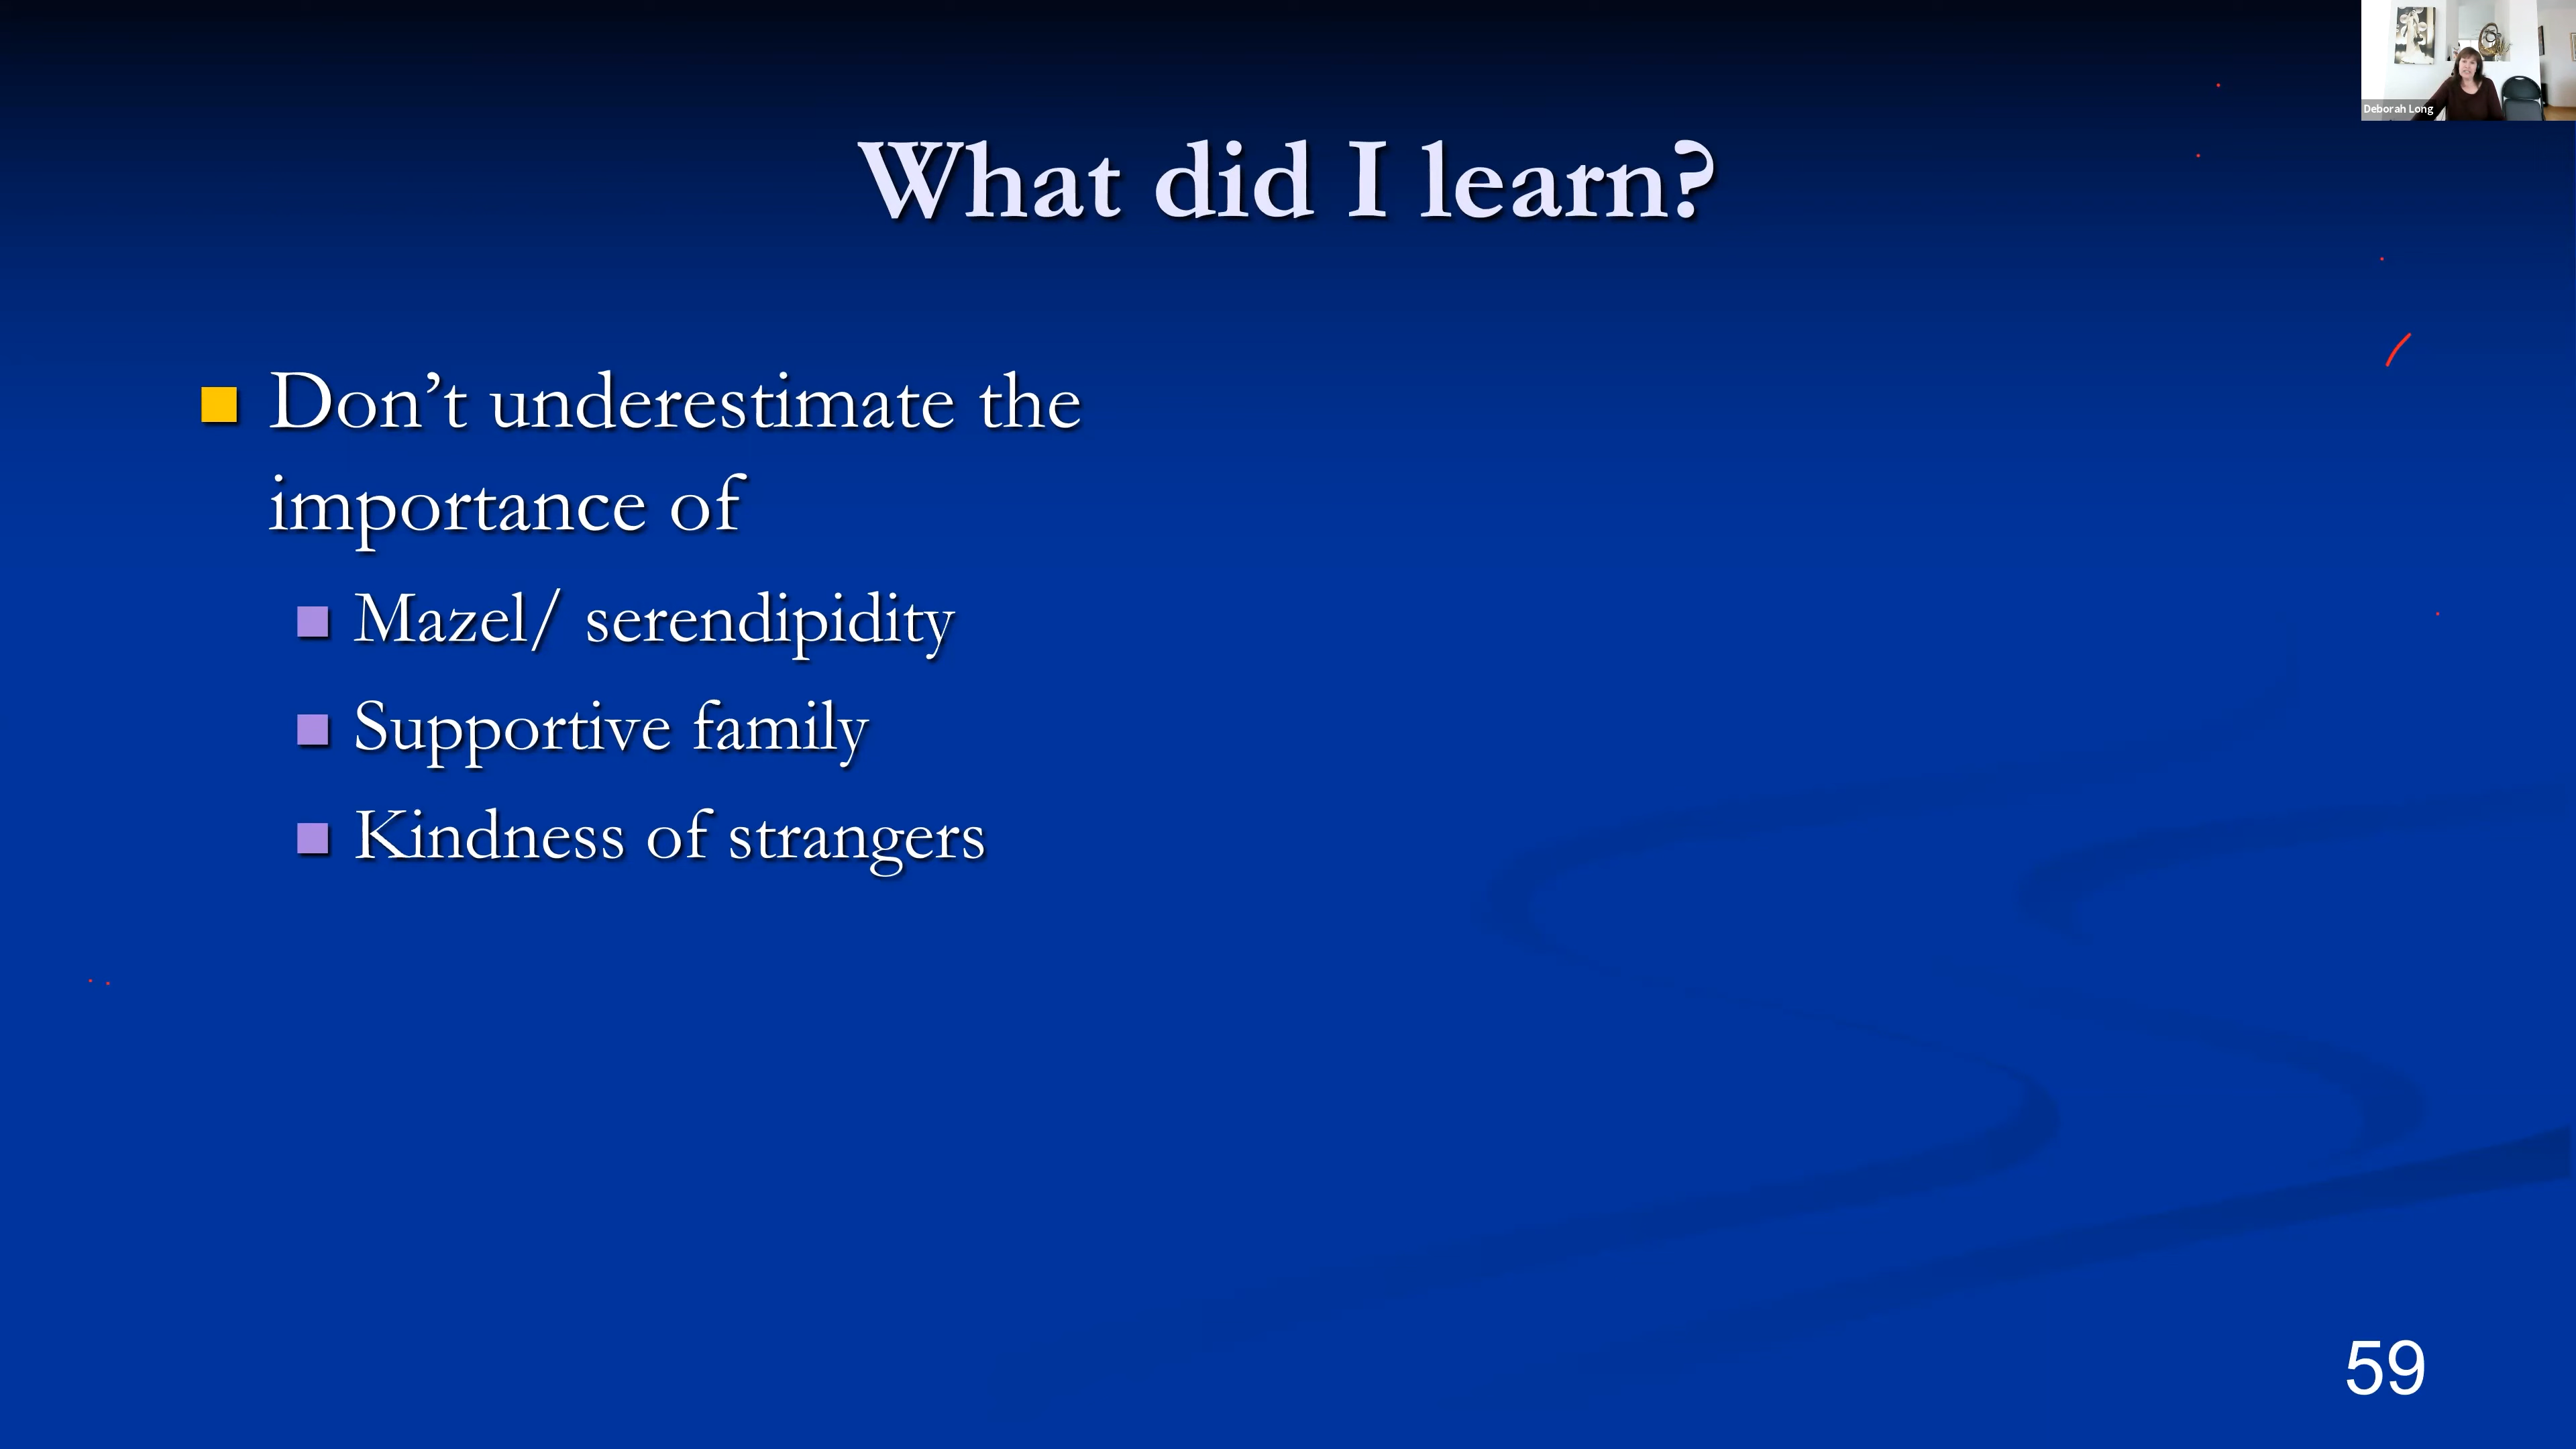 Deborah Long
What did I learn?
Don’t underestimate the
importance of
Mazel/ serendipidity
Supportive family
Kindness of strangers
59